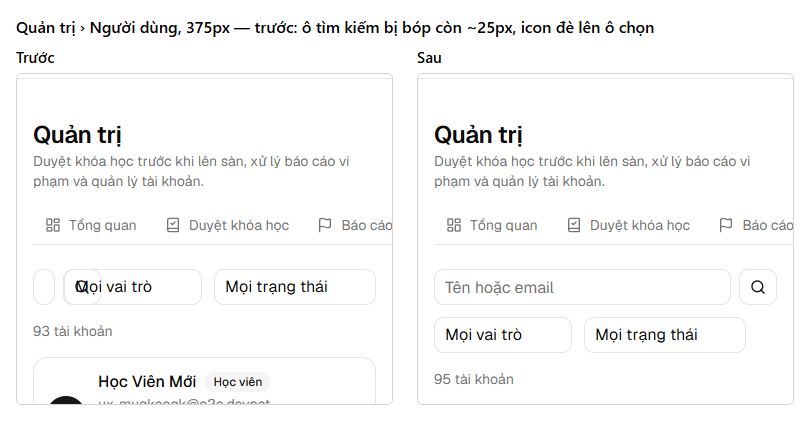 Quản trị › Người dùng, 375px — trước: ô tìm kiếm bị bóp còn ~25px, icon đè lên ô chọn
Trước
Quản trị
Duyệt khóa học trước khi lên sàn, xử lý báo cáo vi
phạm và quản lý tài khoản.
Tổng quan Duyệt khóa học Báo cáo
Mọi vai trò Mọi trạng thái
93 tài khoản
Học Viên Mới Học viên
Sau
Quản trị
Duyệt khóa học trước khi lên sàn, xử lý báo cáo vi
phạm và quản lý tài khoản.
Tổng quan Duyệt khóa học Báo cáo
Tên hoặc email
Mọi vai trò Mọi trạng thái
95 tài khoản